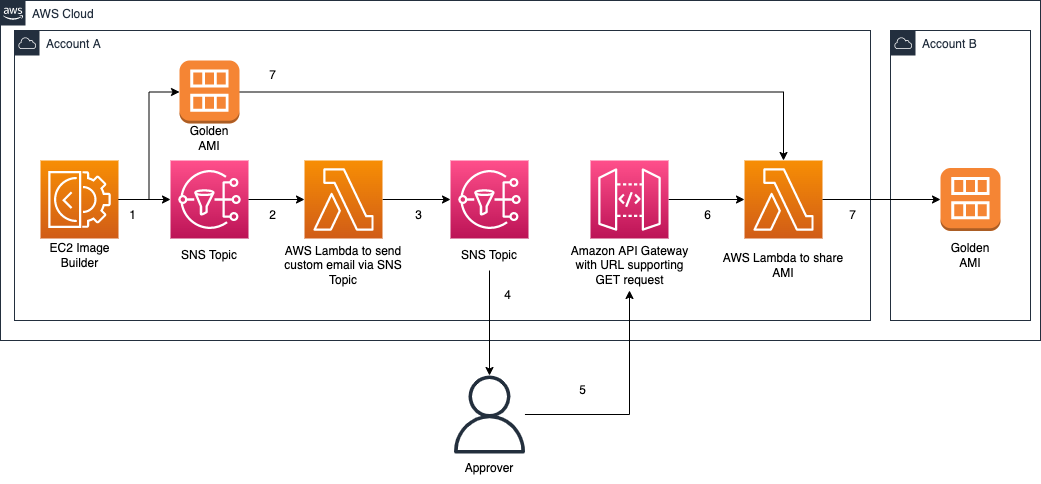 aws
AWS Cloud
Account A
Account B
7
Golden
AMI
1
2
3
6
7
EC2 Image
Builder
SNS Topic
AWS Lambda to send
custom email via SNS
Topic
SNS Topic
Amazon API Gateway
with URL supporting
GET request
AWS Lambda to share
AMI
Golden
AMI
4
5
Approver